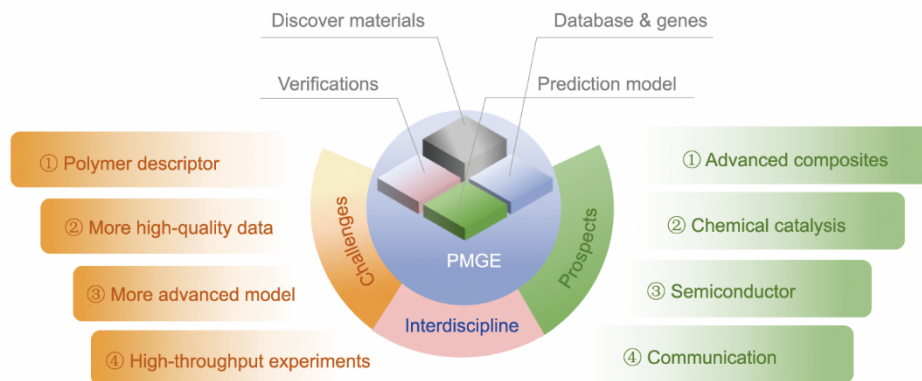 Discover materials
Database & genes
Verifications
Prediction model
① Polymer descriptor
② More high-quality data
③ More advanced model
④ High-throughput experiments
Challenges
PMGE
Interdiscipline
Prospects
① Advanced composites
② Chemical catalysis
③ Semiconductor
④ Communication